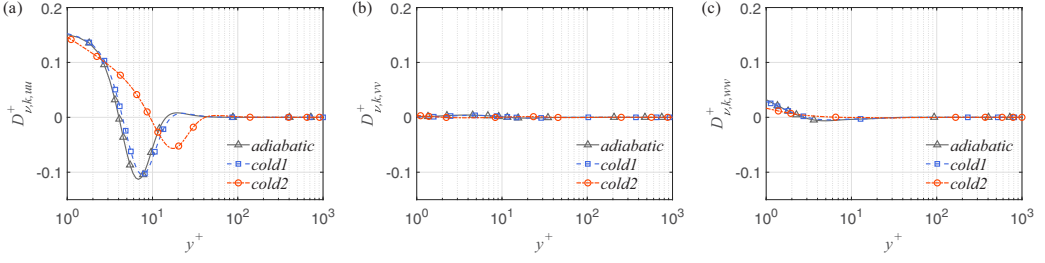 (a)
0.2
0.1
0
-0.1
D⁺ν,k,uu
adiabatic
cold1
cold2
10⁰ 10¹ 10² 10³
y⁺
(b)
0.2
0.1
0
-0.1
D⁺ν,k,vv
adiabatic
cold1
cold2
10⁰ 10¹ 10² 10³
y⁺
(c)
0.2
0.1
0
-0.1
D⁺ν,k,ww
adiabatic
cold1
cold2
10⁰ 10¹ 10² 10³
y⁺